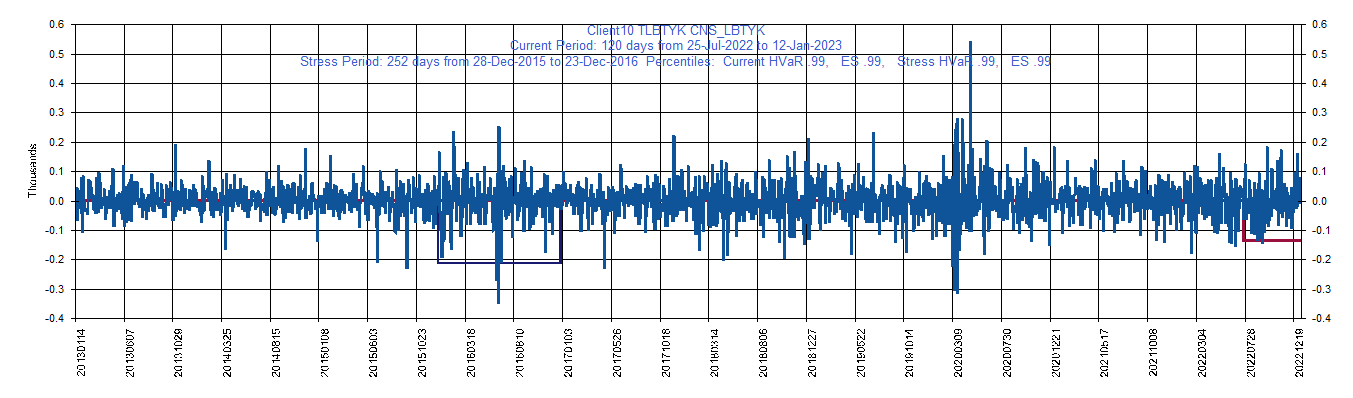 Client10 TLBTYK CNS_LBTYK
Current Period: 120 days from 25-Jul-2022 to 12-Jan-2023
Stress Period: 252 days from 28-Dec-2015 to 23-Dec-2016 Percentiles: Current HVaR .99, ES .99, Stress HVaR .99, ES .99
Thousands
0.6 0.6
0.5 0.5
0.4 0.4
0.3 0.3
0.2 0.2
0.1 0.1
0.0 0.0
-0.1 -0.1
-0.2 -0.2
-0.3 -0.3
-0.4 -0.4
20130114 20130607 20131029 20140325 20140815 20150108 20150603 20151023 20160318 20160810 20170103 20170526 20171018 20180314 20180806 20181227 20190522 20191014 20200309 20200730 20201221 20210517 20211008 20220304 20220728 20221219